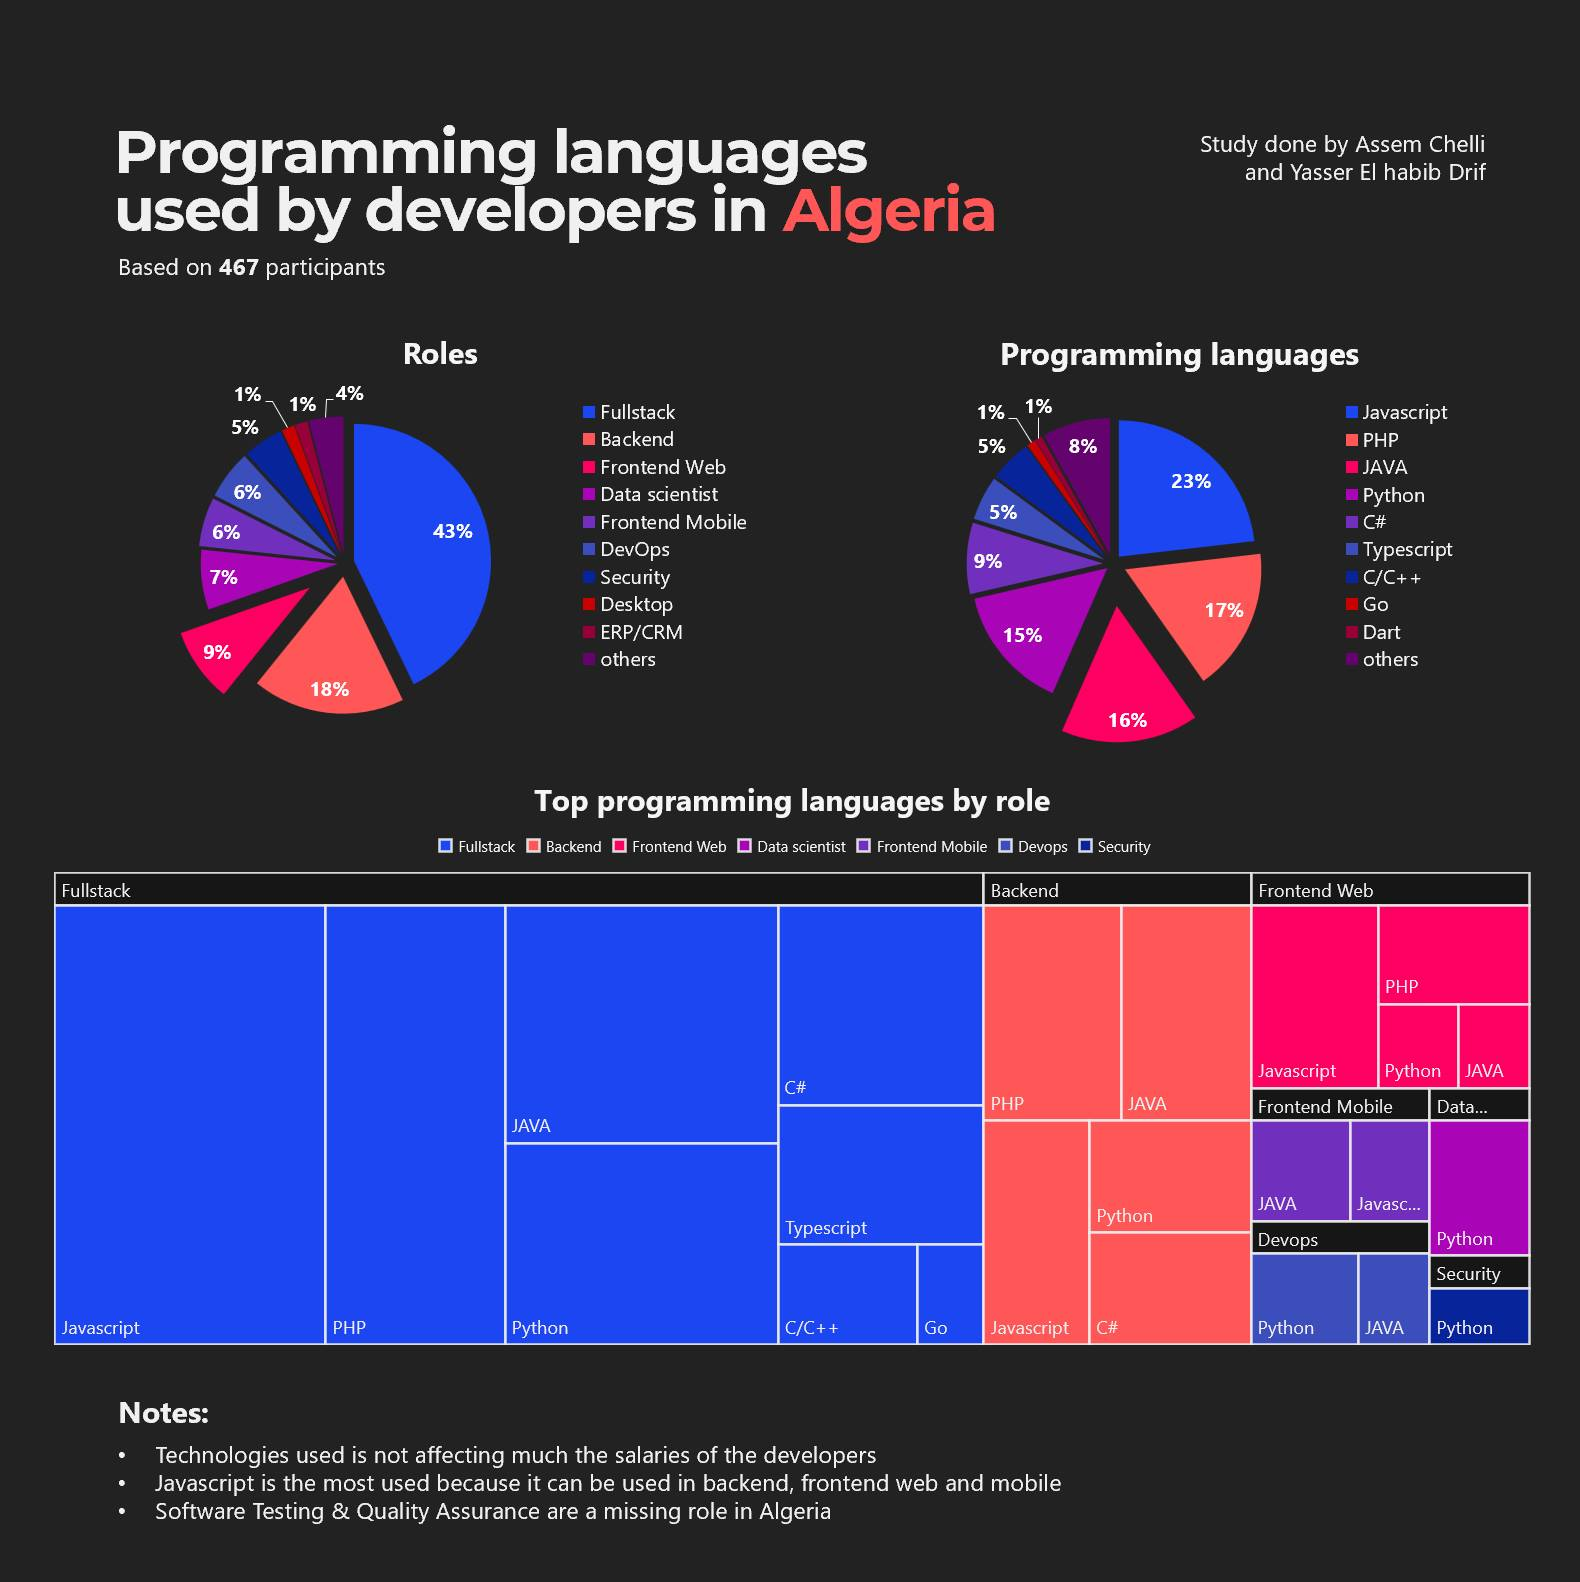 Programming languages
used by developers in Algeria
Study done by Assem Chelli
and Yasser El habib Drif
Based on 467 participants
Roles
1%
1%
4%
5%
6%
6%
7%
9%
18%
43%
Fullstack
Backend
Frontend Web
Data scientist
Frontend Mobile
DevOps
Security
Desktop
ERP/CRM
others
Programming languages
1%
1%
8%
5%
5%
9%
15%
16%
17%
23%
Javascript
PHP
JAVA
Python
C#
Typescript
C/C++
Go
Dart
others
Top programming languages by role
Fullstack Backend Frontend Web Data scientist Frontend Mobile Devops Security
Fullstack
Javascript
PHP
JAVA
Python
C#
Typescript
C/C++
Go
Backend
PHP
JAVA
Javascript
Python
C#
Frontend Web
Javascript
PHP
Python
JAVA
Frontend Mobile
JAVA
Javasc...
Data...
Python
Devops
Python
JAVA
Security
Python
Notes:
• Technologies used is not affecting much the salaries of the developers
• Javascript is the most used because it can be used in backend, frontend web and mobile
• Software Testing & Quality Assurance are a missing role in Algeria